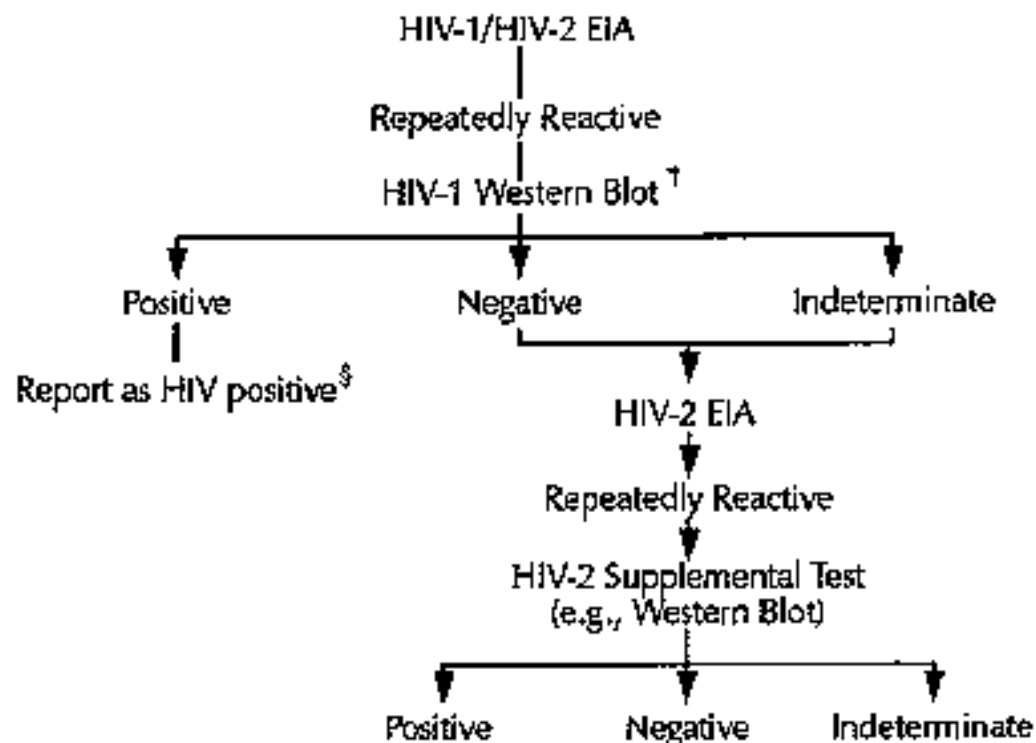 HIV-1/HIV-2 EIA
Repeatedly Reactive
HIV-1 Western Blot †
Positive
Negative
Indeterminate
Report as HIV positive§
HIV-2 EIA
Repeatedly Reactive
HIV-2 Supplemental Test
(e.g., Western Blot)
Positive
Negative
Indeterminate